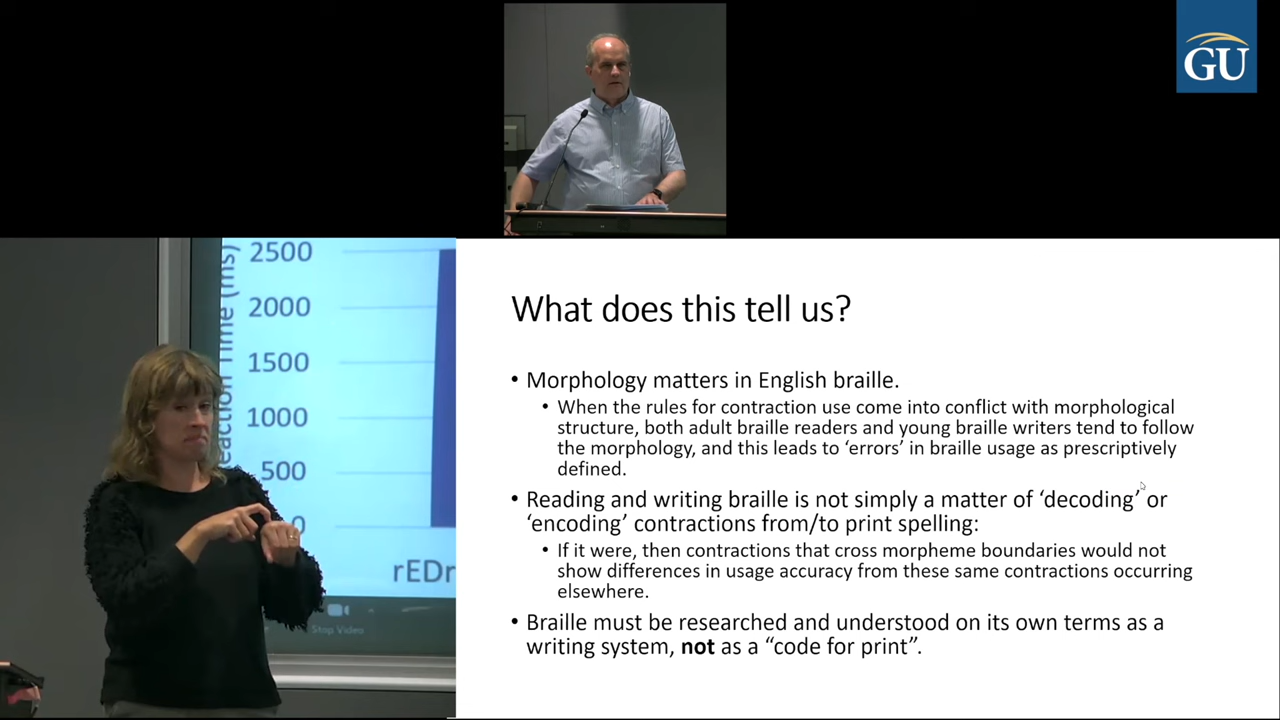 GU
2500
2000
1500
1000
500
0
Reaction Time (ms)
rEDr
Stop Video
What does this tell us?
• Morphology matters in English braille.
• When the rules for contraction use come into conflict with morphological
structure, both adult braille readers and young braille writers tend to follow
the morphology, and this leads to ‘errors’ in braille usage as prescriptively
defined.
• Reading and writing braille is not simply a matter of ‘decoding’ or
‘encoding’ contractions from/to print spelling:
• If it were, then contractions that cross morpheme boundaries would not
show differences in usage accuracy from these same contractions occurring
elsewhere.
• Braille must be researched and understood on its own terms as a
writing system, not as a “code for print”.